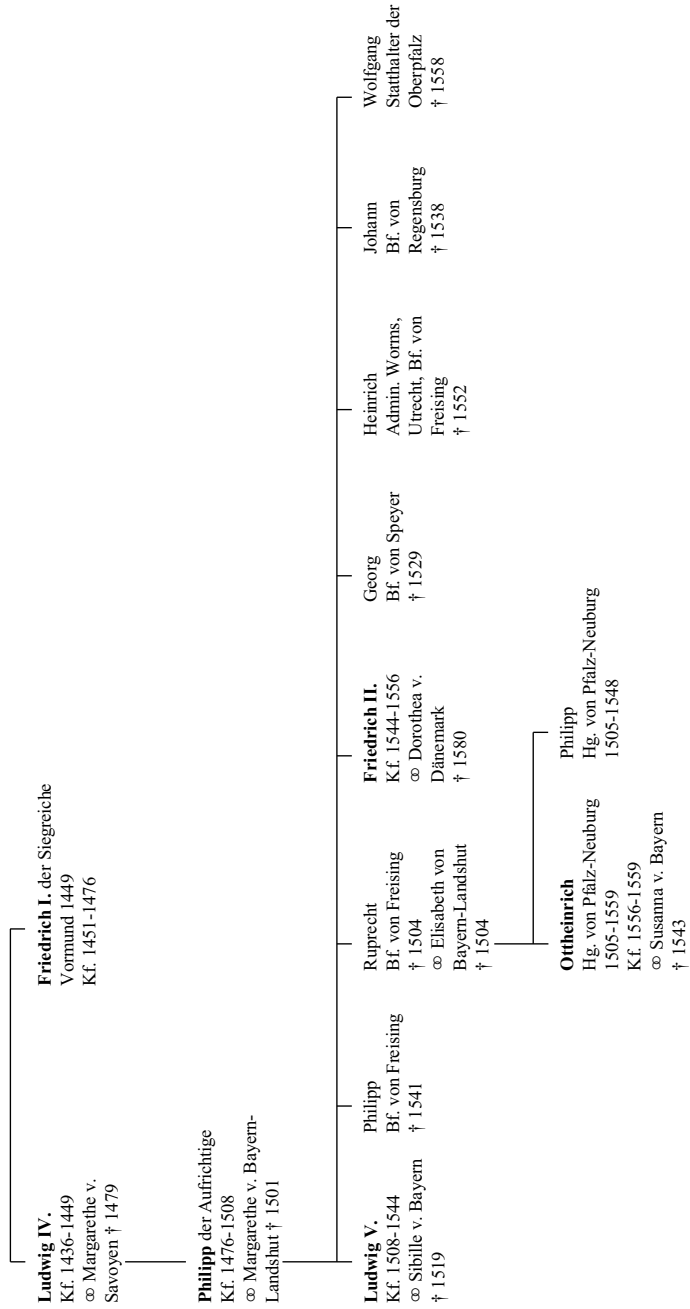 Ludwig IV.
Kf. 1436-1449
⚭ Margarethe v.
Savoyen † 1479
Friedrich I. der Siegreiche
Vormund 1449
Kf. 1451-1476
Philipp der Aufrichtige
Kf. 1476-1508
⚭ Margarethe v. Bayern-
Landshut † 1501
Ludwig V.
Kf. 1508-1544
⚭ Sibille v. Bayern
† 1519
Philipp
Bf. von Freising
† 1541
Ruprecht
Bf. von Freising
† 1504
⚭ Elisabeth von
Bayern-Landshut
† 1504
Friedrich II.
Kf. 1544-1556
⚭ Dorothea v.
Dänemark
† 1580
Georg
Bf. von Speyer
† 1529
Heinrich
Admin. Worms,
Utrecht, Bf. von
Freising
† 1552
Johann
Bf. von
Regensburg
† 1538
Wolfgang
Statthalter der
Oberpfalz
† 1558
Ottheinrich
Hg. von Pfalz-Neuburg
1505-1559
Kf. 1556-1559
⚭ Susanna v. Bayern
† 1543
Philipp
Hg. von Pfalz-Neuburg
1505-1548